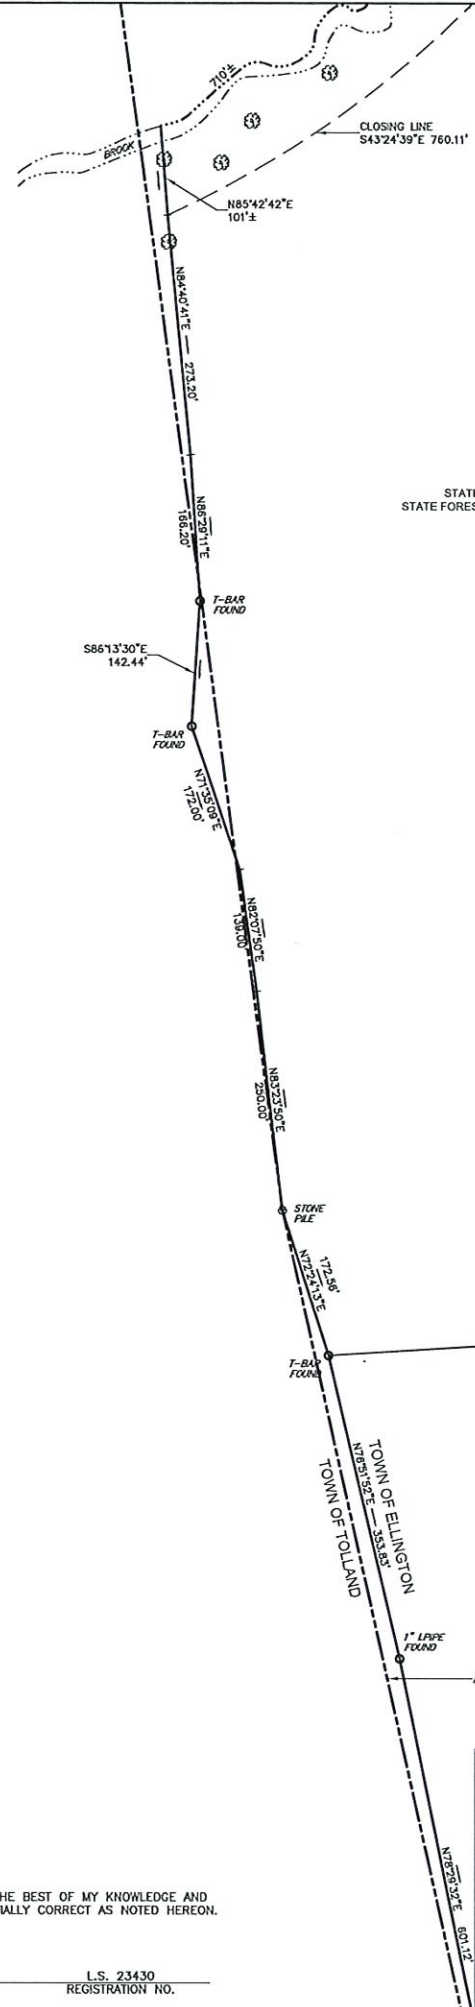 710'±
BROOK
CLOSING LINE
S43°24'39"E 760.11'
N85°42'42"E
101'±
N84°40'41"E — 273.20'
STATE
STATE FORES
N86°29'11"E
166.20'
T-BAR
FOUND
S86°13'30"E
142.44'
T-BAR
FOUND
N71°35'09"E
172.00'
N82°07'50"E
139.00'
N83°23'50"E
250.00'
STONE
PILE
172.56'
N72°24'13"E
T-BAR
FOUND
TOWN OF ELLINGTON
N76°51'52"E — 353.83'
TOWN OF TOLLAND
1" I.PIPE
FOUND
N78°29'32"E 601.12'
HE BEST OF MY KNOWLEDGE AND
IALLY CORRECT AS NOTED HEREON.
L.S. 23430
REGISTRATION NO.